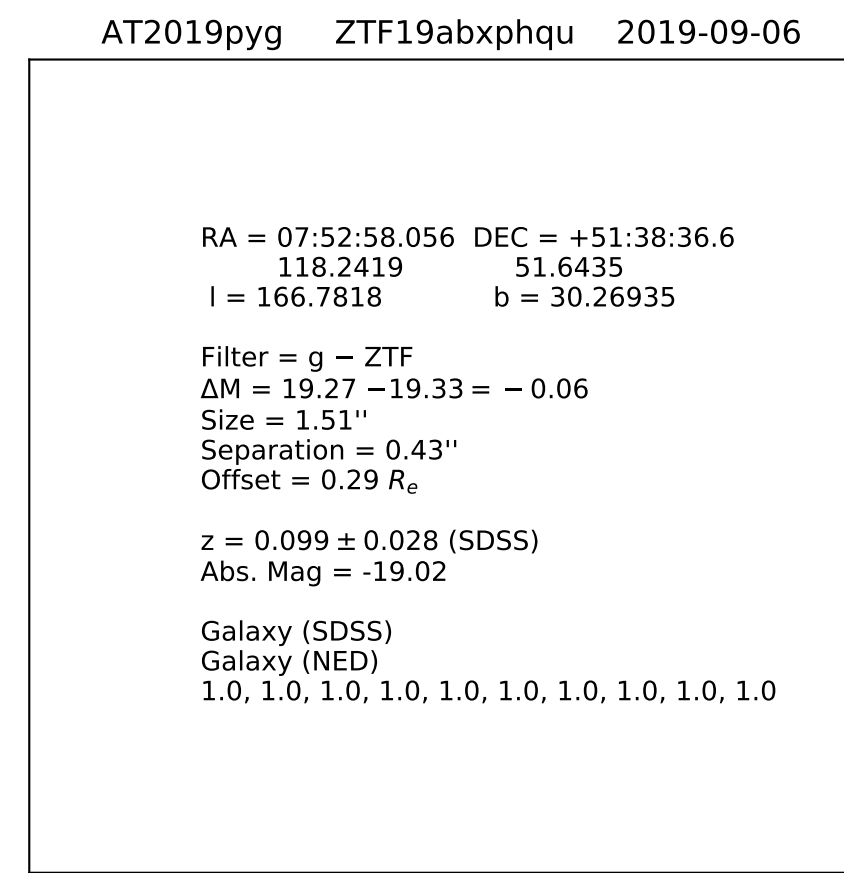 AT2019pyg ZTF19abxphqu 2019-09-06
RA = 07:52:58.056 DEC = +51:38:36.6
118.2419 51.6435
l = 166.7818 b = 30.26935
Filter = g − ZTF
ΔM = 19.27 −19.33 = − 0.06
Size = 1.51''
Separation = 0.43''
Offset = 0.29 Re
z = 0.099 ± 0.028 (SDSS)
Abs. Mag = -19.02
Galaxy (SDSS)
Galaxy (NED)
1.0, 1.0, 1.0, 1.0, 1.0, 1.0, 1.0, 1.0, 1.0, 1.0